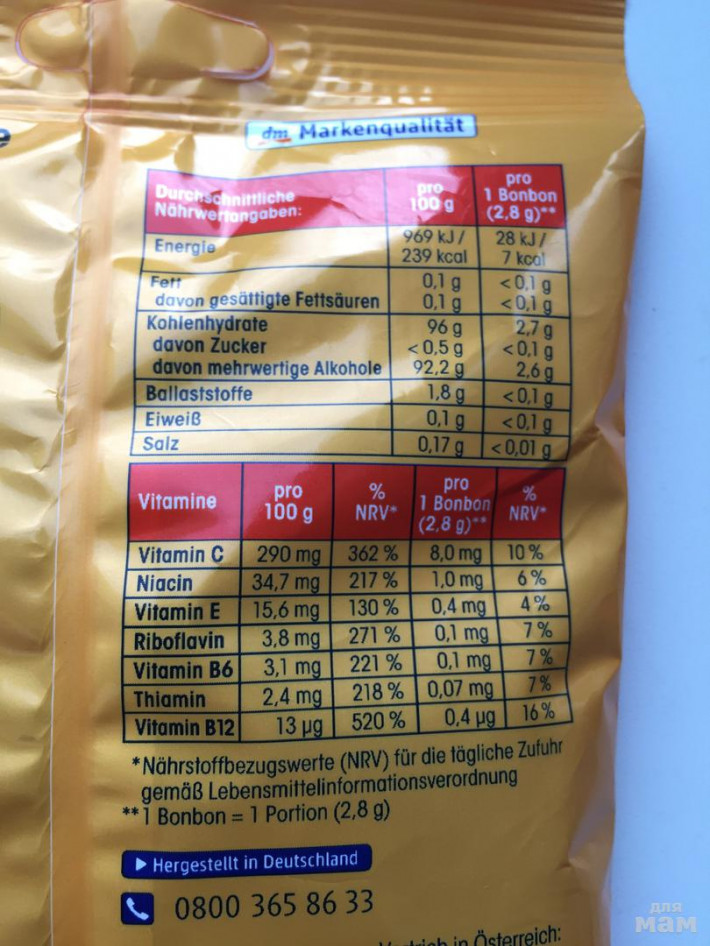 e
dm Markenqualität
Durchschnittliche Nährwertangaben: pro 100 g pro 1 Bonbon (2,8 g)**
Energie 969 kJ / 239 kcal 28 kJ / 7 kcal
Fett 0,1 g < 0,1 g
davon gesättigte Fettsäuren 0,1 g < 0,1 g
Kohlenhydrate 96 g 2,7 g
davon Zucker < 0,5 g < 0,1 g
davon mehrwertige Alkohole 92,2 g 2,6 g
Ballaststoffe 1,8 g < 0,1 g
Eiweiß 0,1 g < 0,1 g
Salz 0,17 g < 0,01 g
Vitamine pro 100 g % NRV* pro 1 Bonbon (2,8 g)** % NRV*
Vitamin C 290 mg 362 % 8,0 mg 10 %
Niacin 34,7 mg 217 % 1,0 mg 6 %
Vitamin E 15,6 mg 130 % 0,4 mg 4 %
Riboflavin 3,8 mg 271 % 0,1 mg 7 %
Vitamin B6 3,1 mg 221 % 0,1 mg 7 %
Thiamin 2,4 mg 218 % 0,07 mg 7 %
Vitamin B12 13 µg 520 % 0,4 µg 16 %
*Nährstoffbezugswerte (NRV) für die tägliche Zufuhr
gemäß Lebensmittelinformationsverordnung
**1 Bonbon = 1 Portion (2,8 g)
Hergestellt in Deutschland
0800 365 86 33
Vertrieb in Österreich:
для
мам